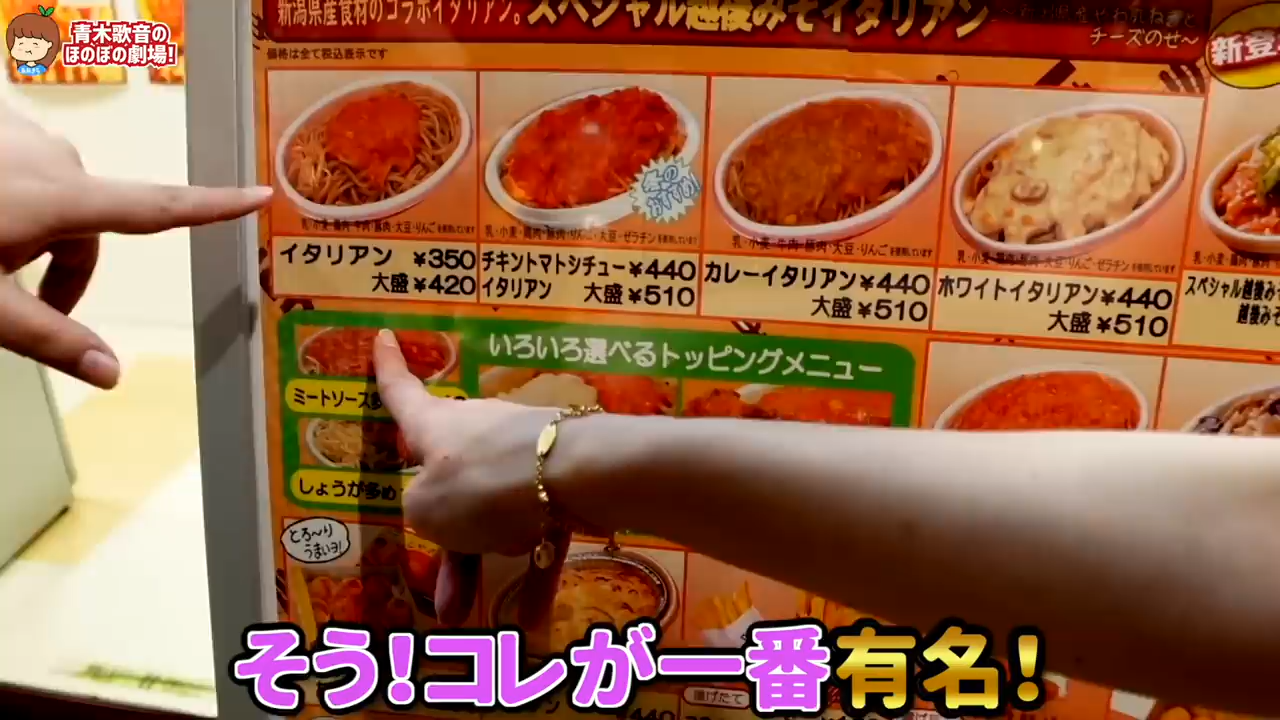 青木歌音の
ほのぼの劇場!
新潟県産食材のコラボイタリアン。スペシャル越後みそイタリアン
チーズのせ~
新登
価格は全て税込表示です
イタリアン ¥350
大盛¥420
チキントマトシチュー¥440
イタリアン 大盛¥510
カレーイタリアン¥440
大盛¥510
ホワイトイタリアン¥440
大盛¥510
スペシャル越後み
越後み
いろいろ選べるトッピングメニュー
ミートソース
しょうが多め
とろ~り
うまいヨ!
揚げたて
そう!コレが一番有名!